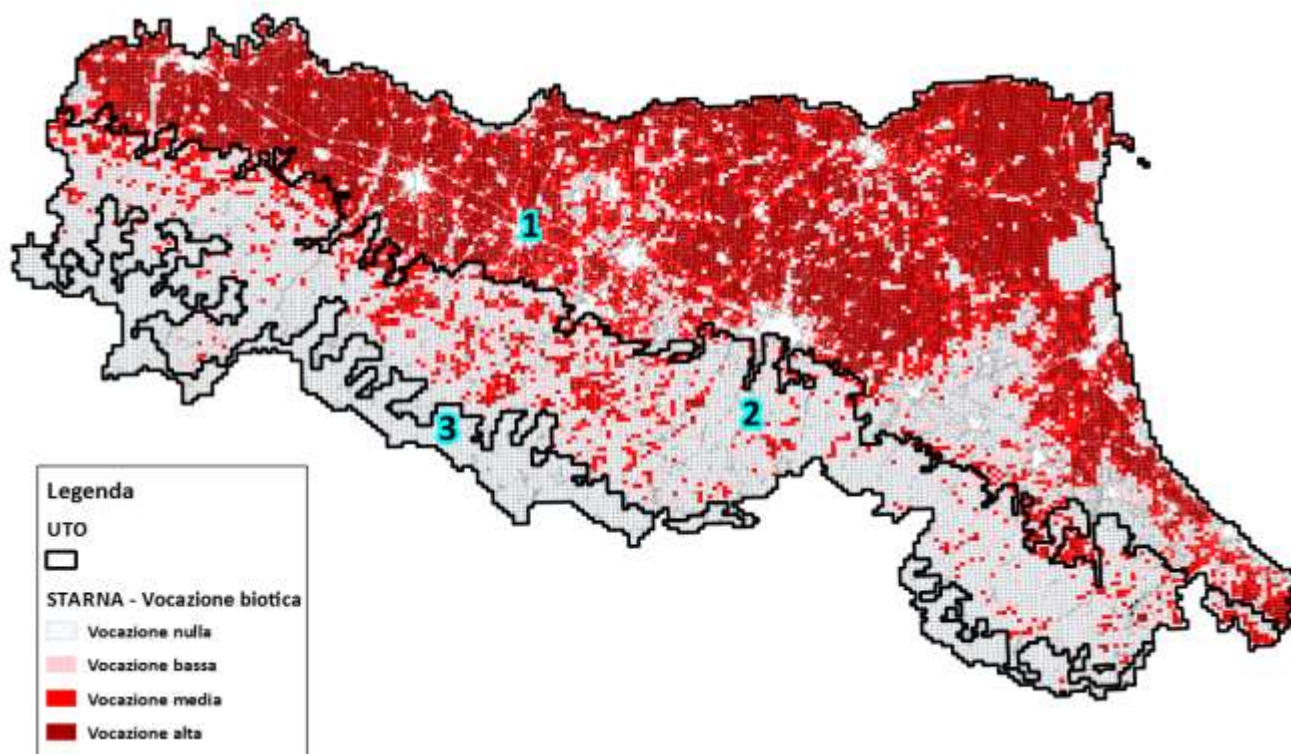 1
2
3
Legenda
UTO
STARNA - Vocazione biotica
Vocazione nulla
Vocazione bassa
Vocazione media
Vocazione alta